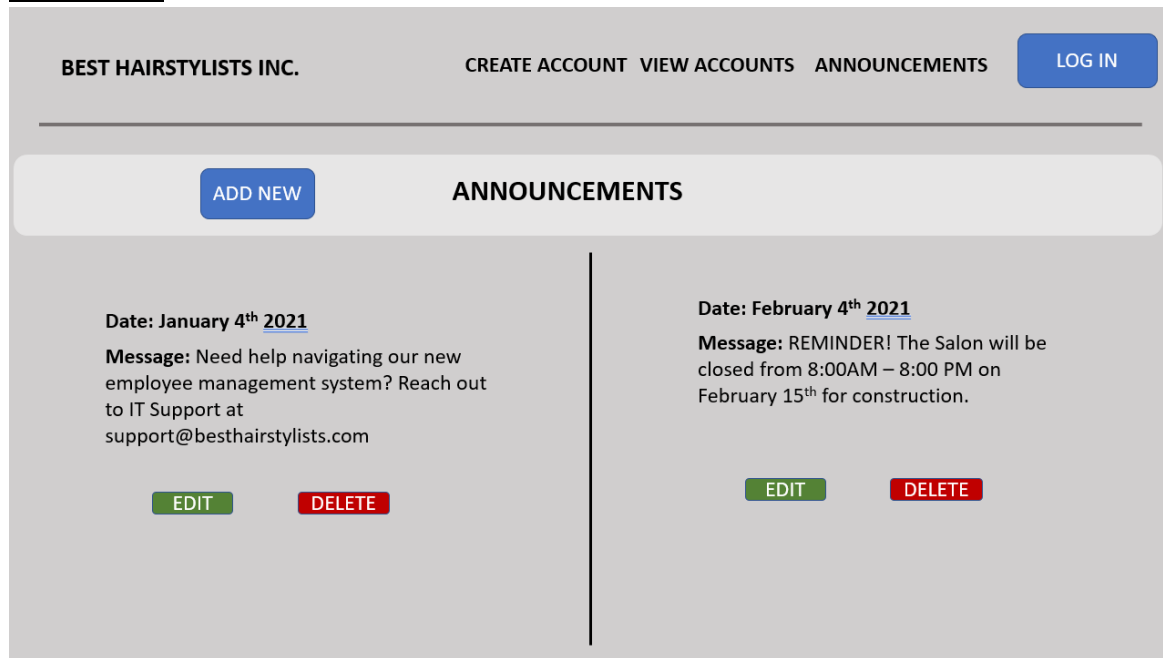 BEST HAIRSTYLISTS INC.
CREATE ACCOUNT VIEW ACCOUNTS ANNOUNCEMENTS LOG IN
ADD NEW
ANNOUNCEMENTS
Date: January 4th 2021
Message: Need help navigating our new
employee management system? Reach out
to IT Support at
support@besthairstylists.com
EDIT DELETE
Date: February 4th 2021
Message: REMINDER! The Salon will be
closed from 8:00AM – 8:00 PM on
February 15th for construction.
EDIT DELETE